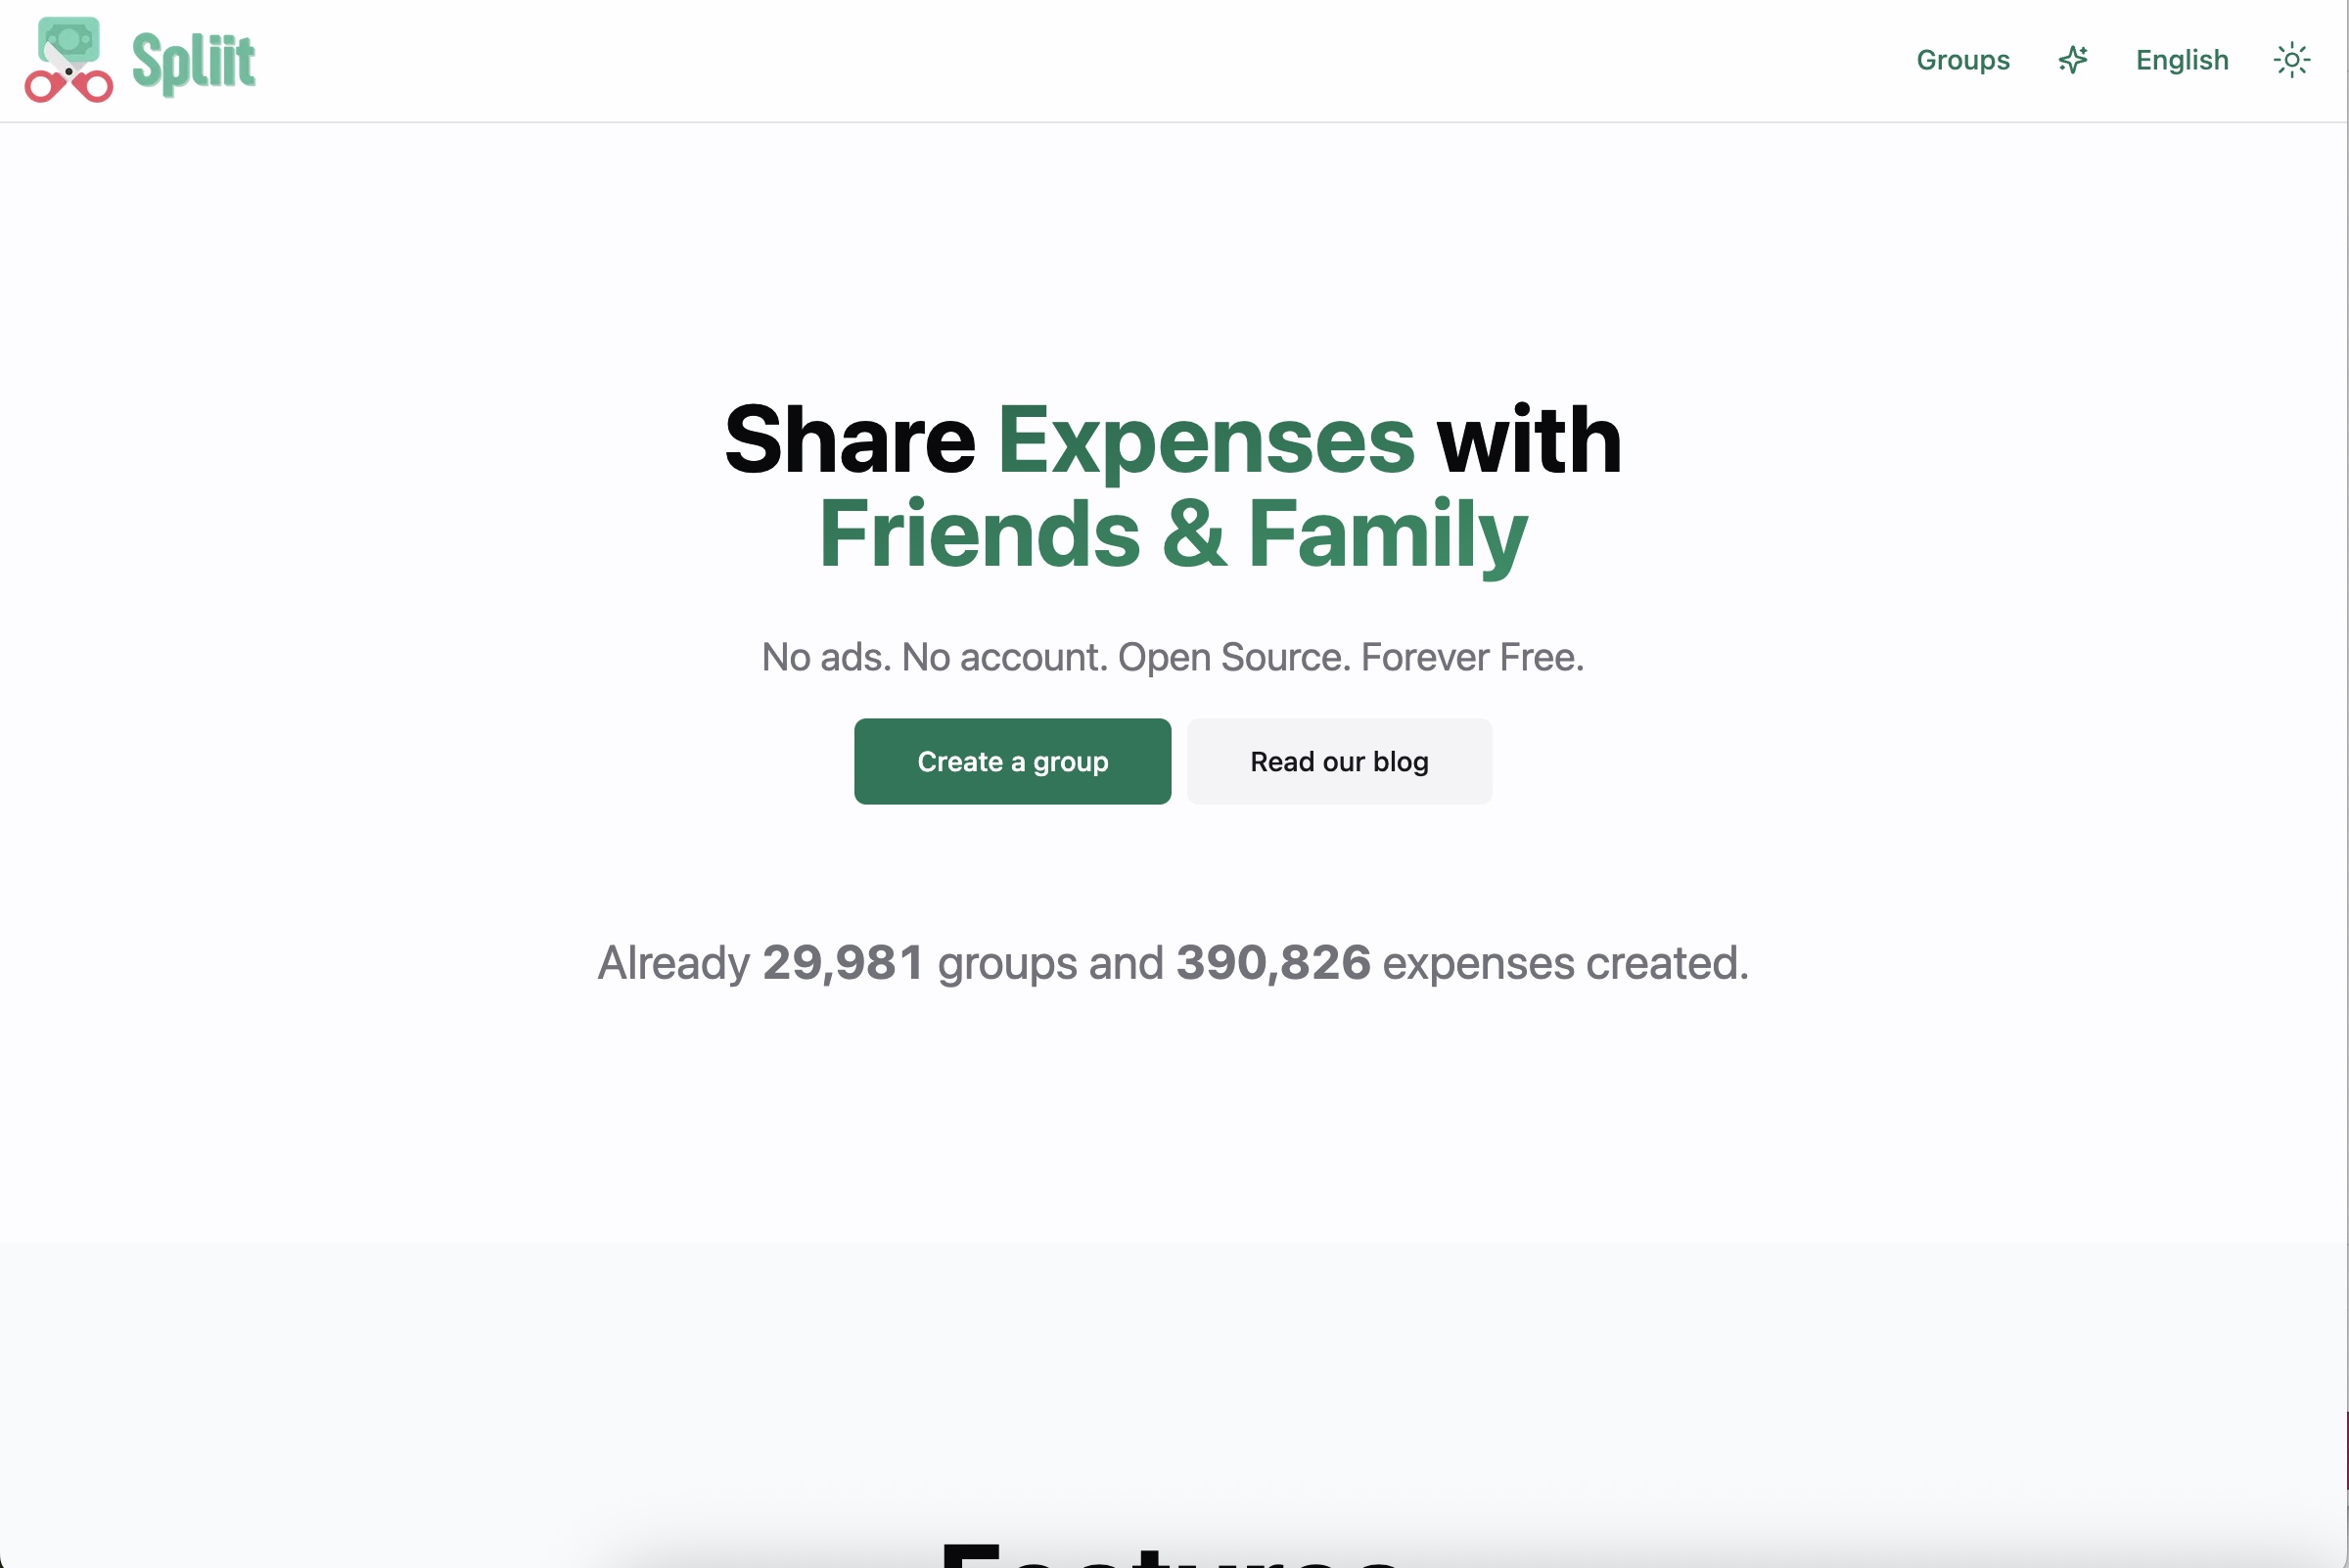 Spliit
Groups
English
Share Expenses with
Friends & Family
No ads. No account. Open Source. Forever Free.
Create a group
Read our blog
Already 29,981 groups and 390,826 expenses created.
Features